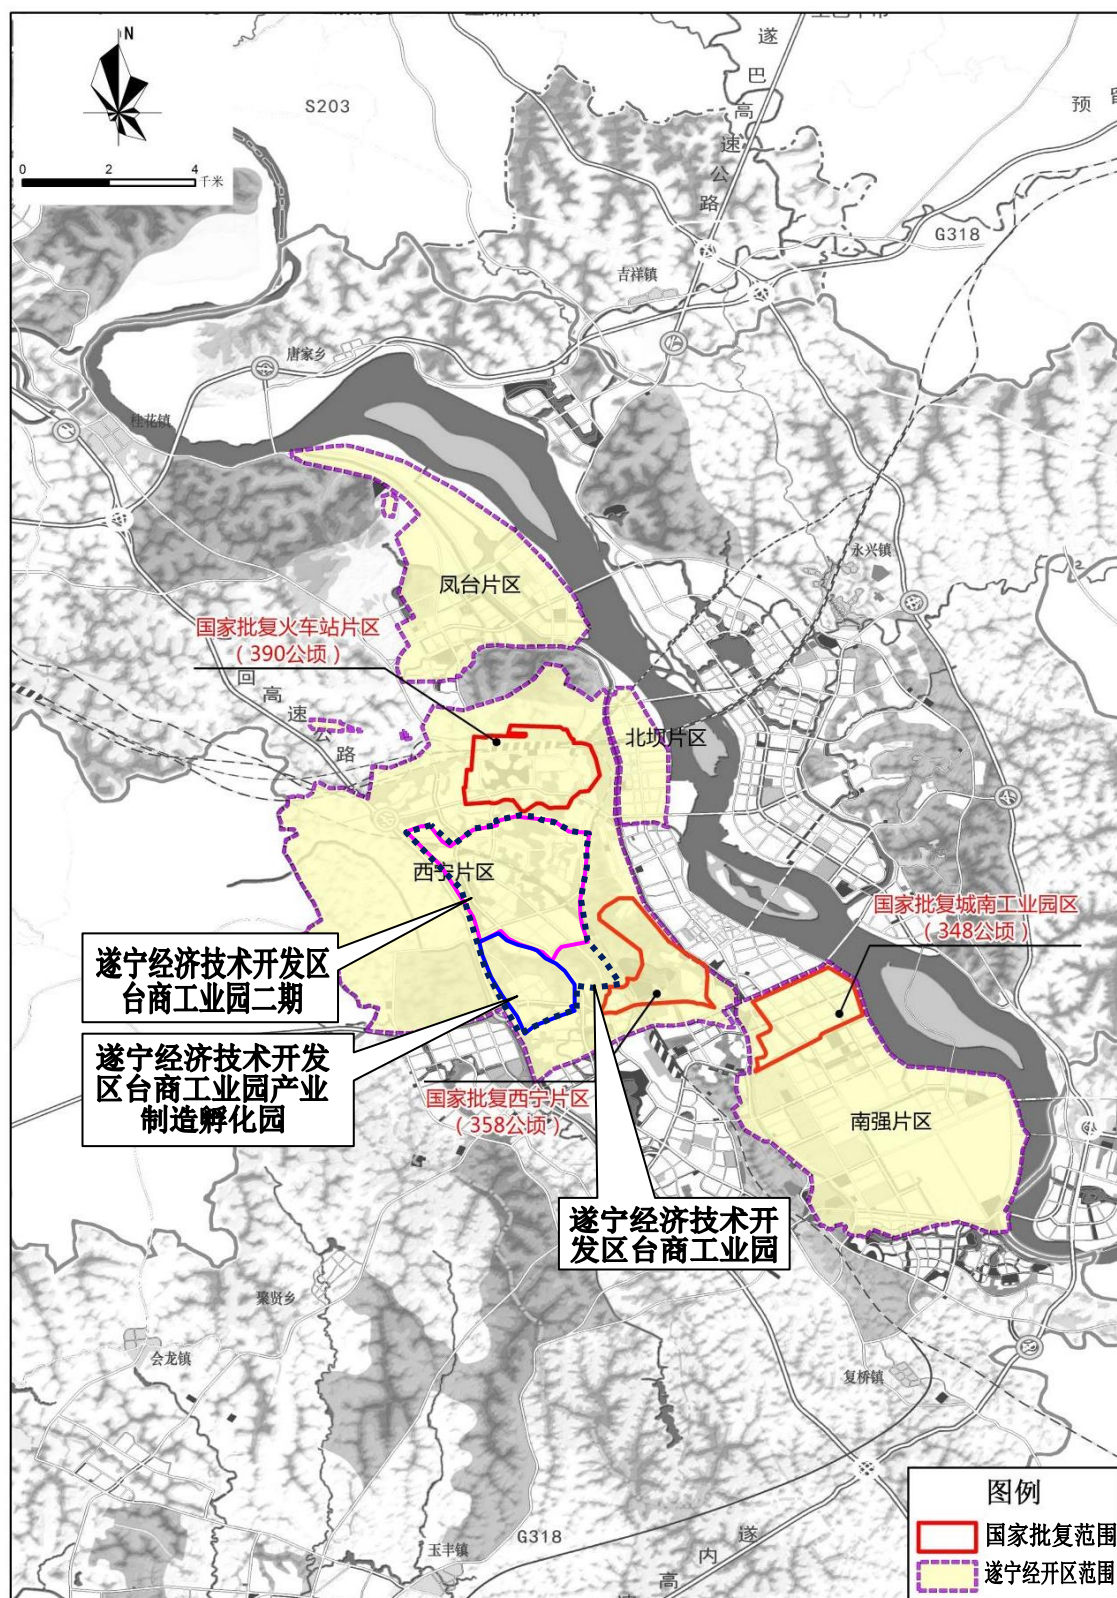 N
S203
0 2 4 千米
遂
巴
高
速
公
路
预
G318
吉祥镇
唐家乡
桂花镇
永兴镇
凤台片区
国家批复火车站片区
（390公顷）
回
高
速
公
路
北坝片区
西宁片区
国家批复城南工业园区
（348公顷）
遂宁经济技术开发区
台商工业园二期
遂宁经济技术开发
区台商工业园产业
制造孵化园
国家批复西宁片区
（358公顷）
南强片区
遂宁经济技术开
发区台商工业园
聚贤乡
会龙镇
复桥镇
玉丰镇
G318
遂
内
高
图例
国家批复范围
遂宁经开区范围